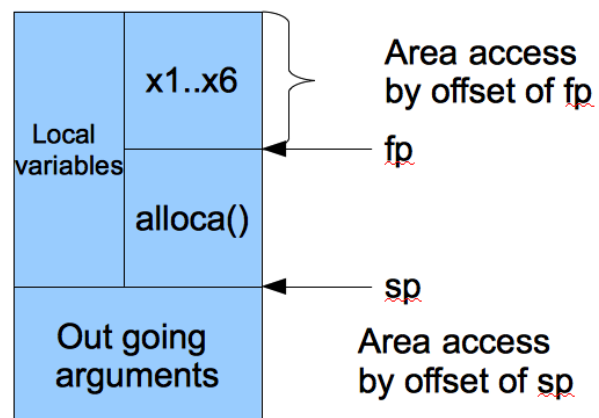 Local
variables
x1..x6
alloca()
Out going
arguments
Area access
by offset of fp
fp
sp
Area access
by offset of sp